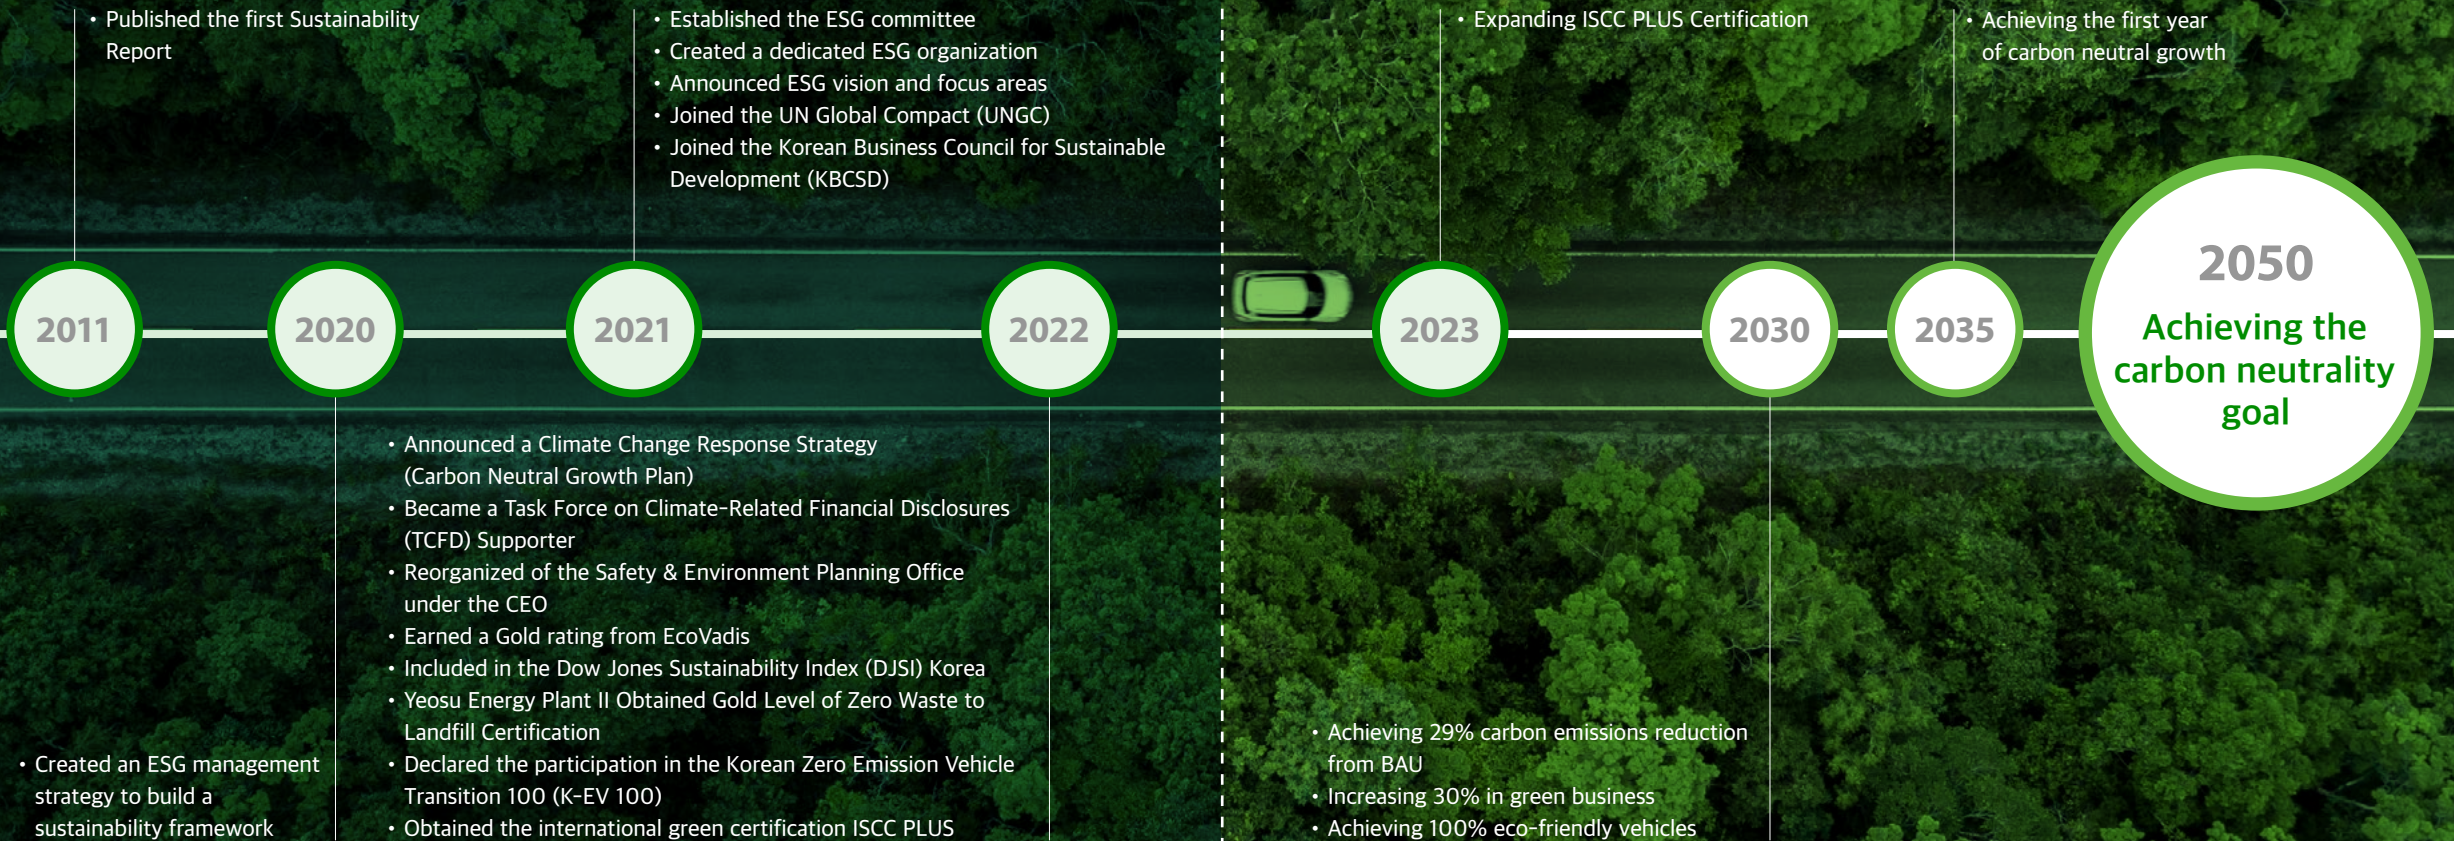 • Published the first Sustainability
Report
• Established the ESG committee
• Created a dedicated ESG organization
• Announced ESG vision and focus areas
• Joined the UN Global Compact (UNGC)
• Joined the Korean Business Council for Sustainable
Development (KBCSD)
• Expanding ISCC PLUS Certification
• Achieving the first year
of carbon neutral growth
2011
2020
2021
2022
2023
2030
2035
2050
Achieving the
carbon neutrality
goal
• Created an ESG management
strategy to build a
sustainability framework
• Announced a Climate Change Response Strategy
(Carbon Neutral Growth Plan)
• Became a Task Force on Climate-Related Financial Disclosures
(TCFD) Supporter
• Reorganized of the Safety & Environment Planning Office
under the CEO
• Earned a Gold rating from EcoVadis
• Included in the Dow Jones Sustainability Index (DJSI) Korea
• Yeosu Energy Plant II Obtained Gold Level of Zero Waste to
Landfill Certification
• Declared the participation in the Korean Zero Emission Vehicle
Transition 100 (K-EV 100)
• Obtained the international green certification ISCC PLUS
• Achieving 29% carbon emissions reduction
from BAU
• Increasing 30% in green business
• Achieving 100% eco-friendly vehicles